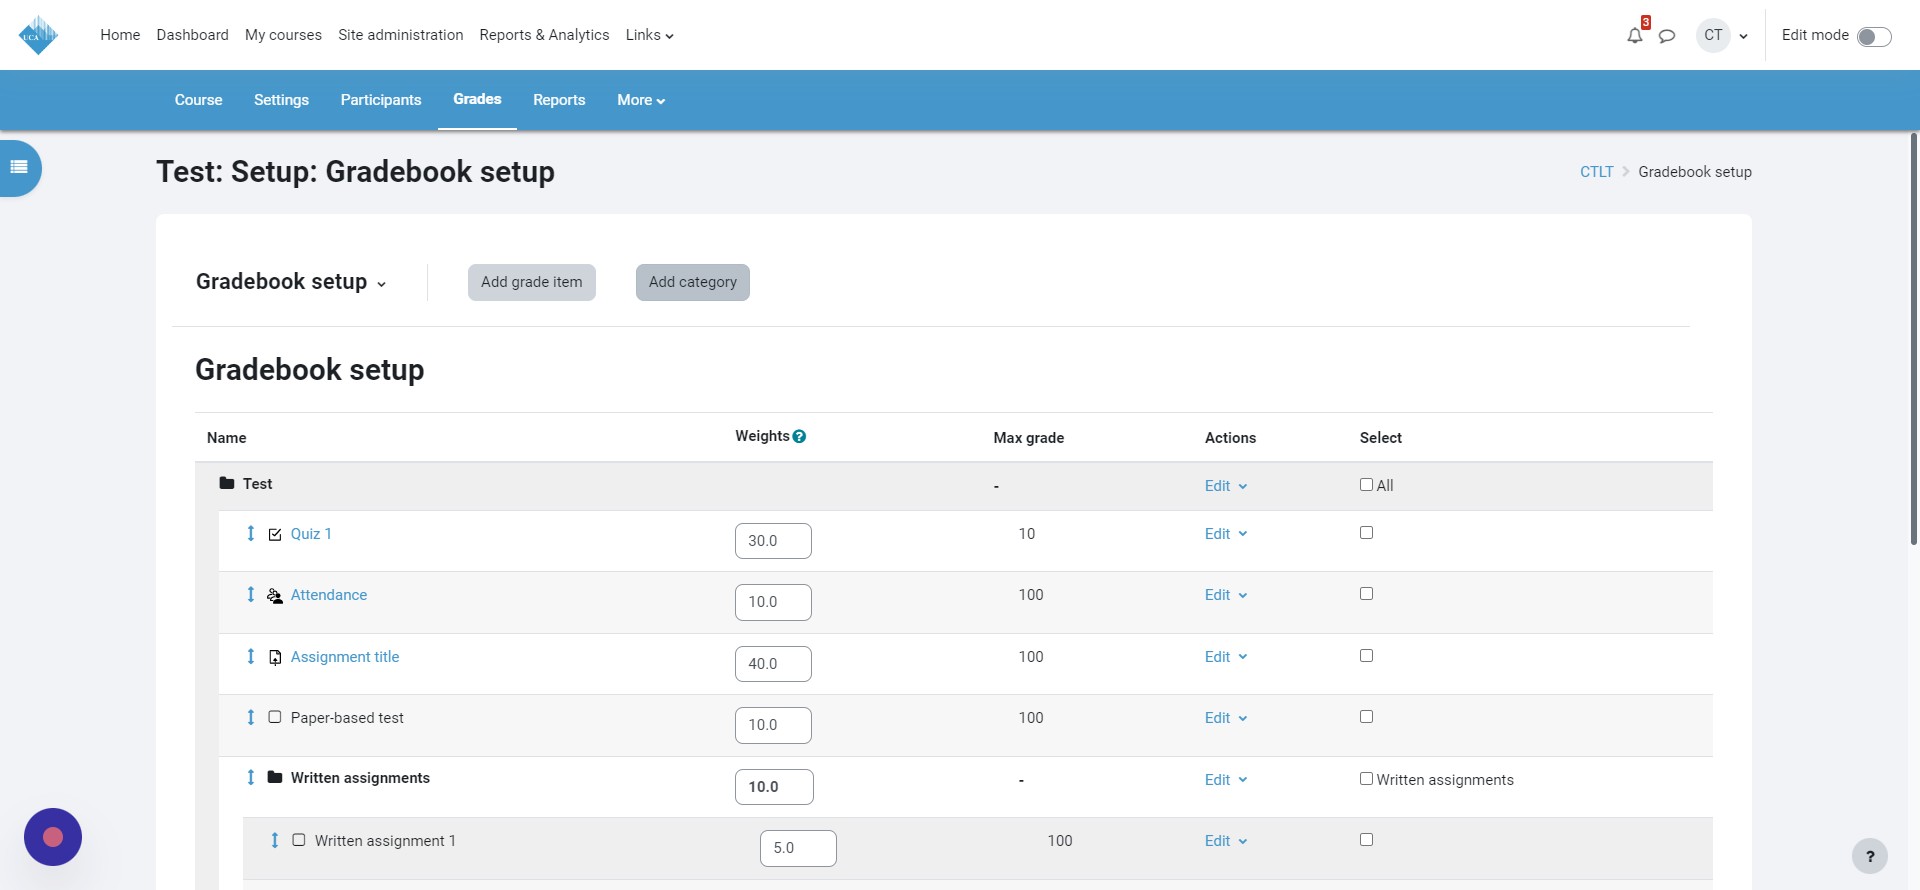 UCA
Home Dashboard My courses Site administration Reports & Analytics Links
3
CT
Edit mode
Course Settings Participants Grades Reports More
Test: Setup: Gradebook setup
CTLT Gradebook setup
Gradebook setup
Add grade item
Add category
Gradebook setup
Name Weights ? Max grade Actions Select
Test - Edit All
Quiz 1 30.0 10 Edit
Attendance 10.0 100 Edit
Assignment title 40.0 100 Edit
Paper-based test 10.0 100 Edit
Written assignments 10.0 - Edit Written assignments
Written assignment 1 5.0 100 Edit
?